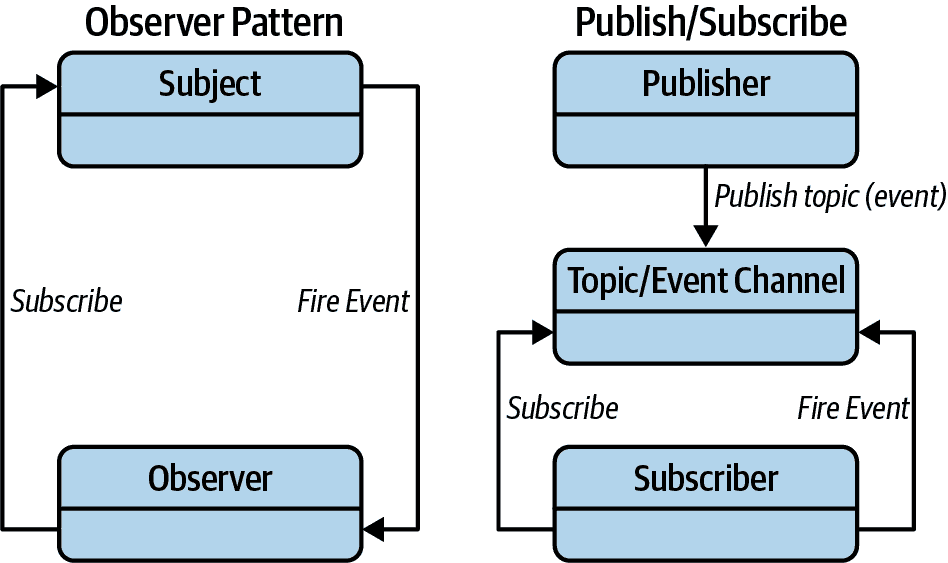 Observer Pattern
Subject
Subscribe
Fire Event
Observer
Publish/Subscribe
Publisher
Publish topic (event)
Topic/Event Channel
Subscribe
Fire Event
Subscriber